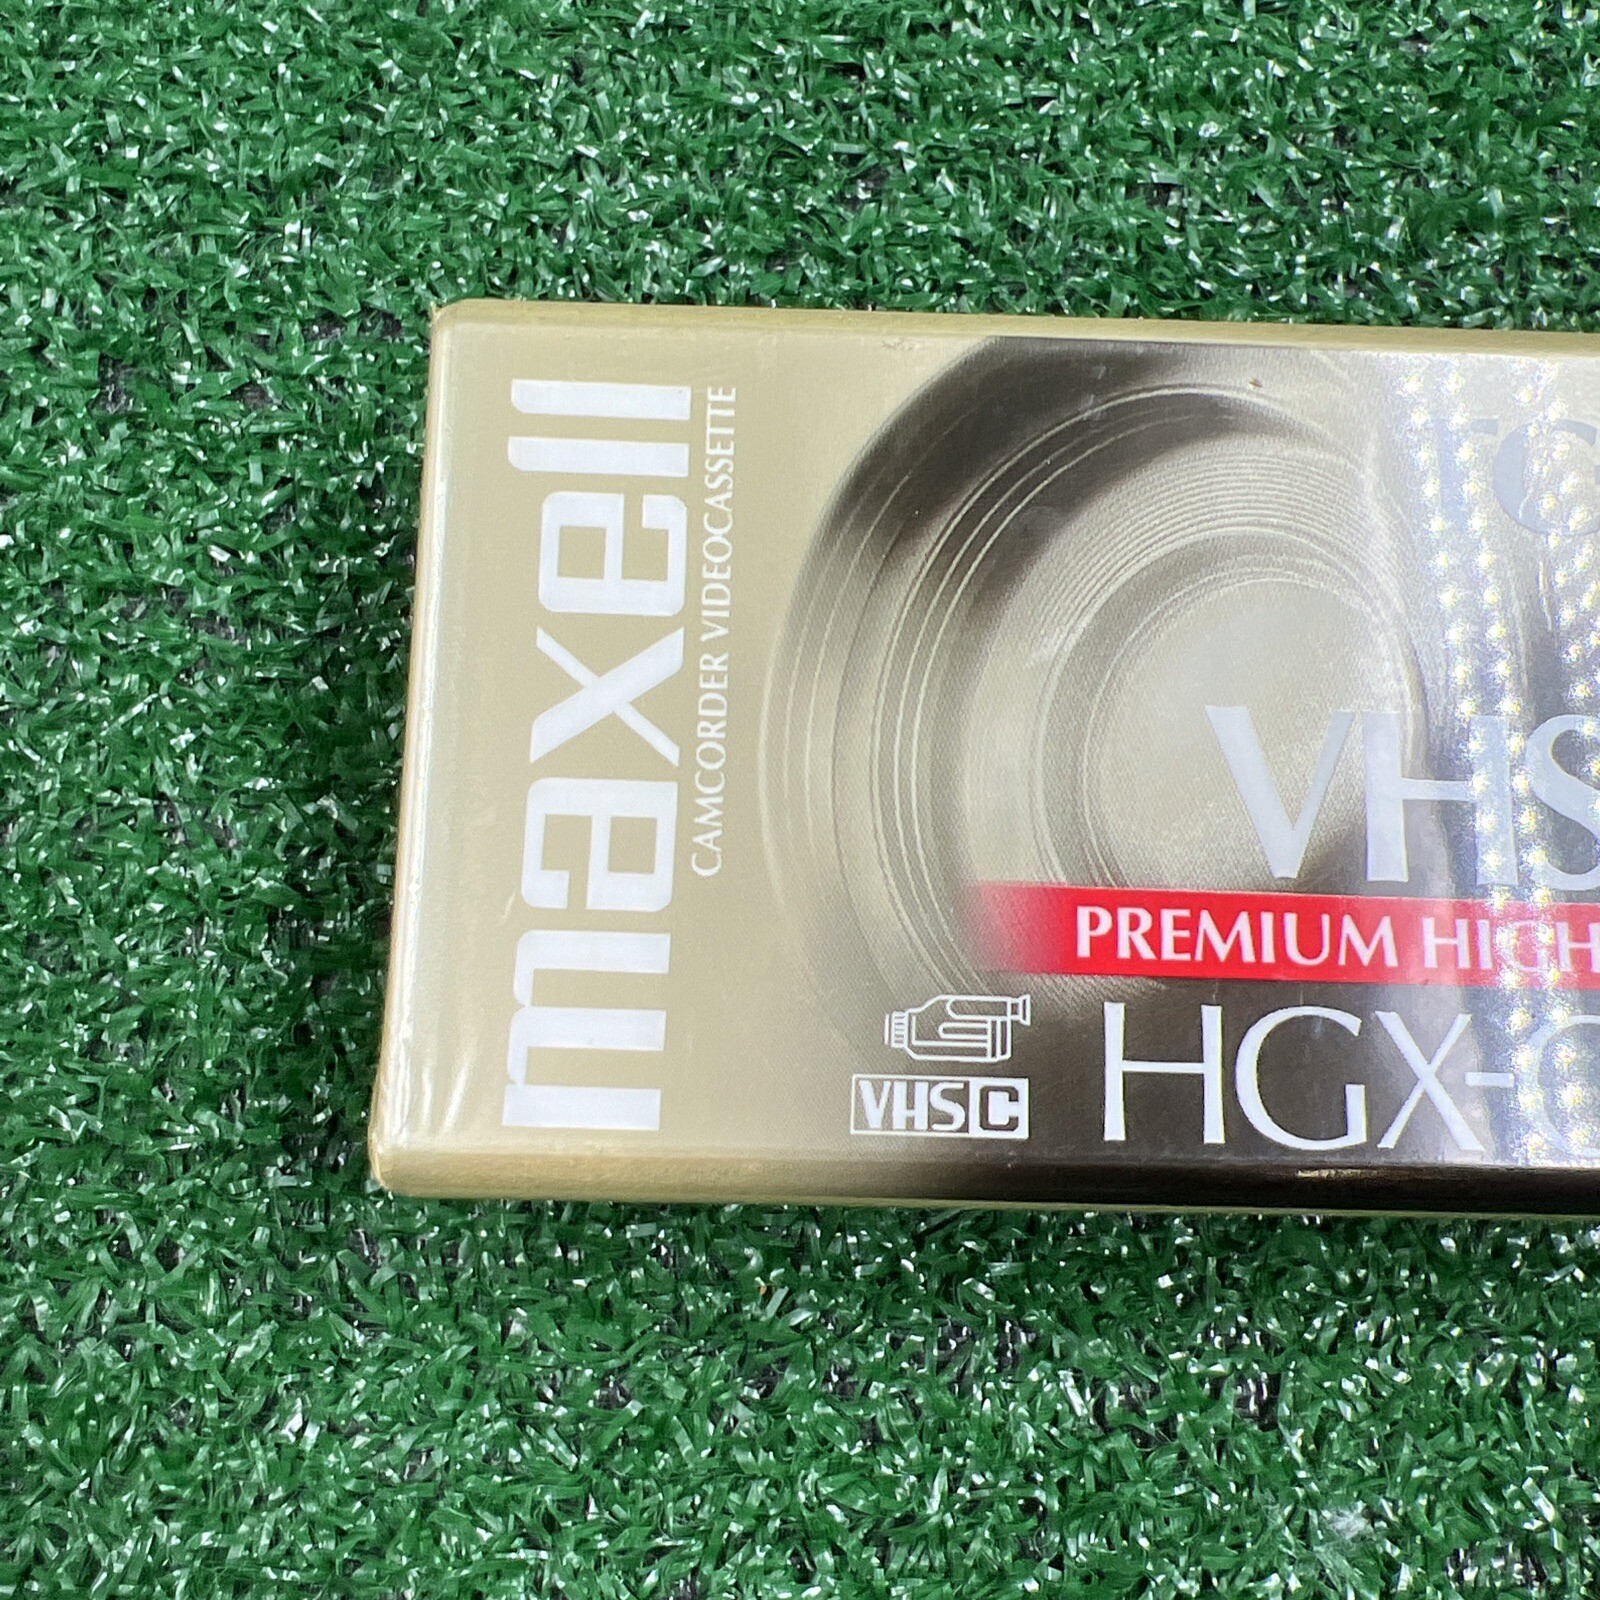 maxell
CAMCORDER VIDEOCASSETTE
VHS
PREMIUM HIGH
HGX-
VHS C